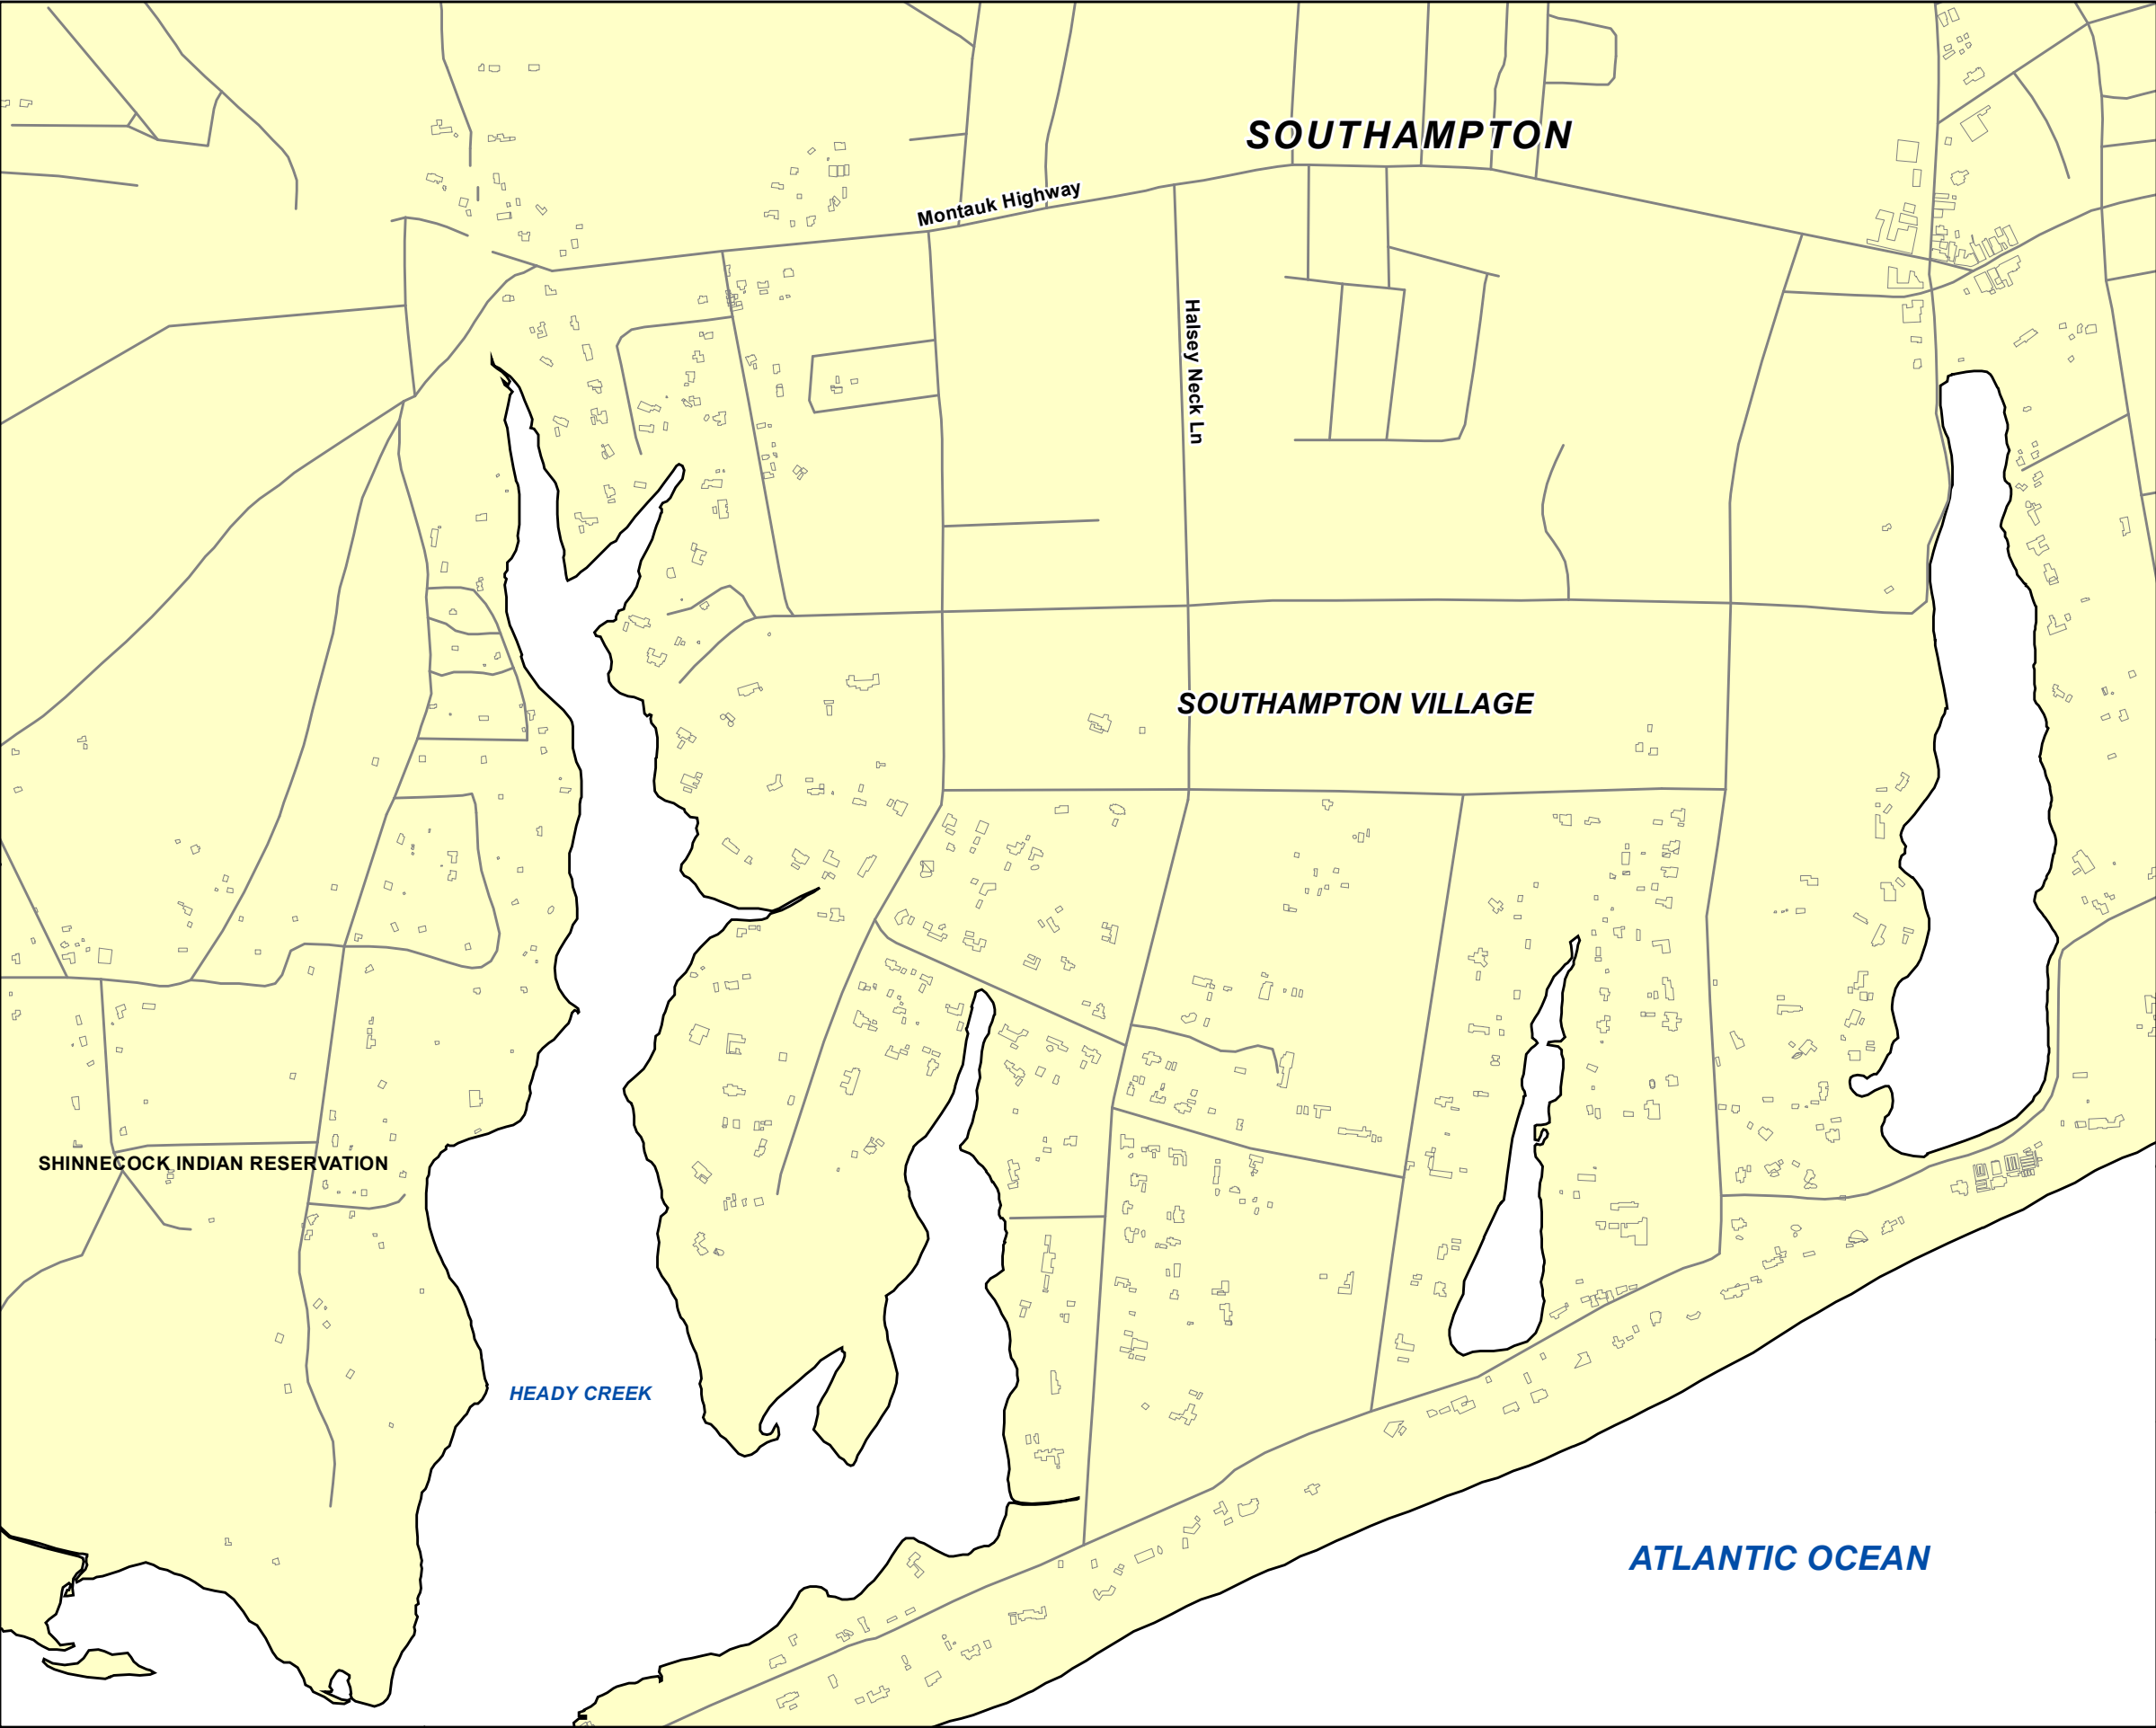 SOUTHAMPTON
Montauk Highway
Halsey Neck Ln
SOUTHAMPTON VILLAGE
SHINNECOCK INDIAN RESERVATION
HEADY CREEK
ATLANTIC OCEAN